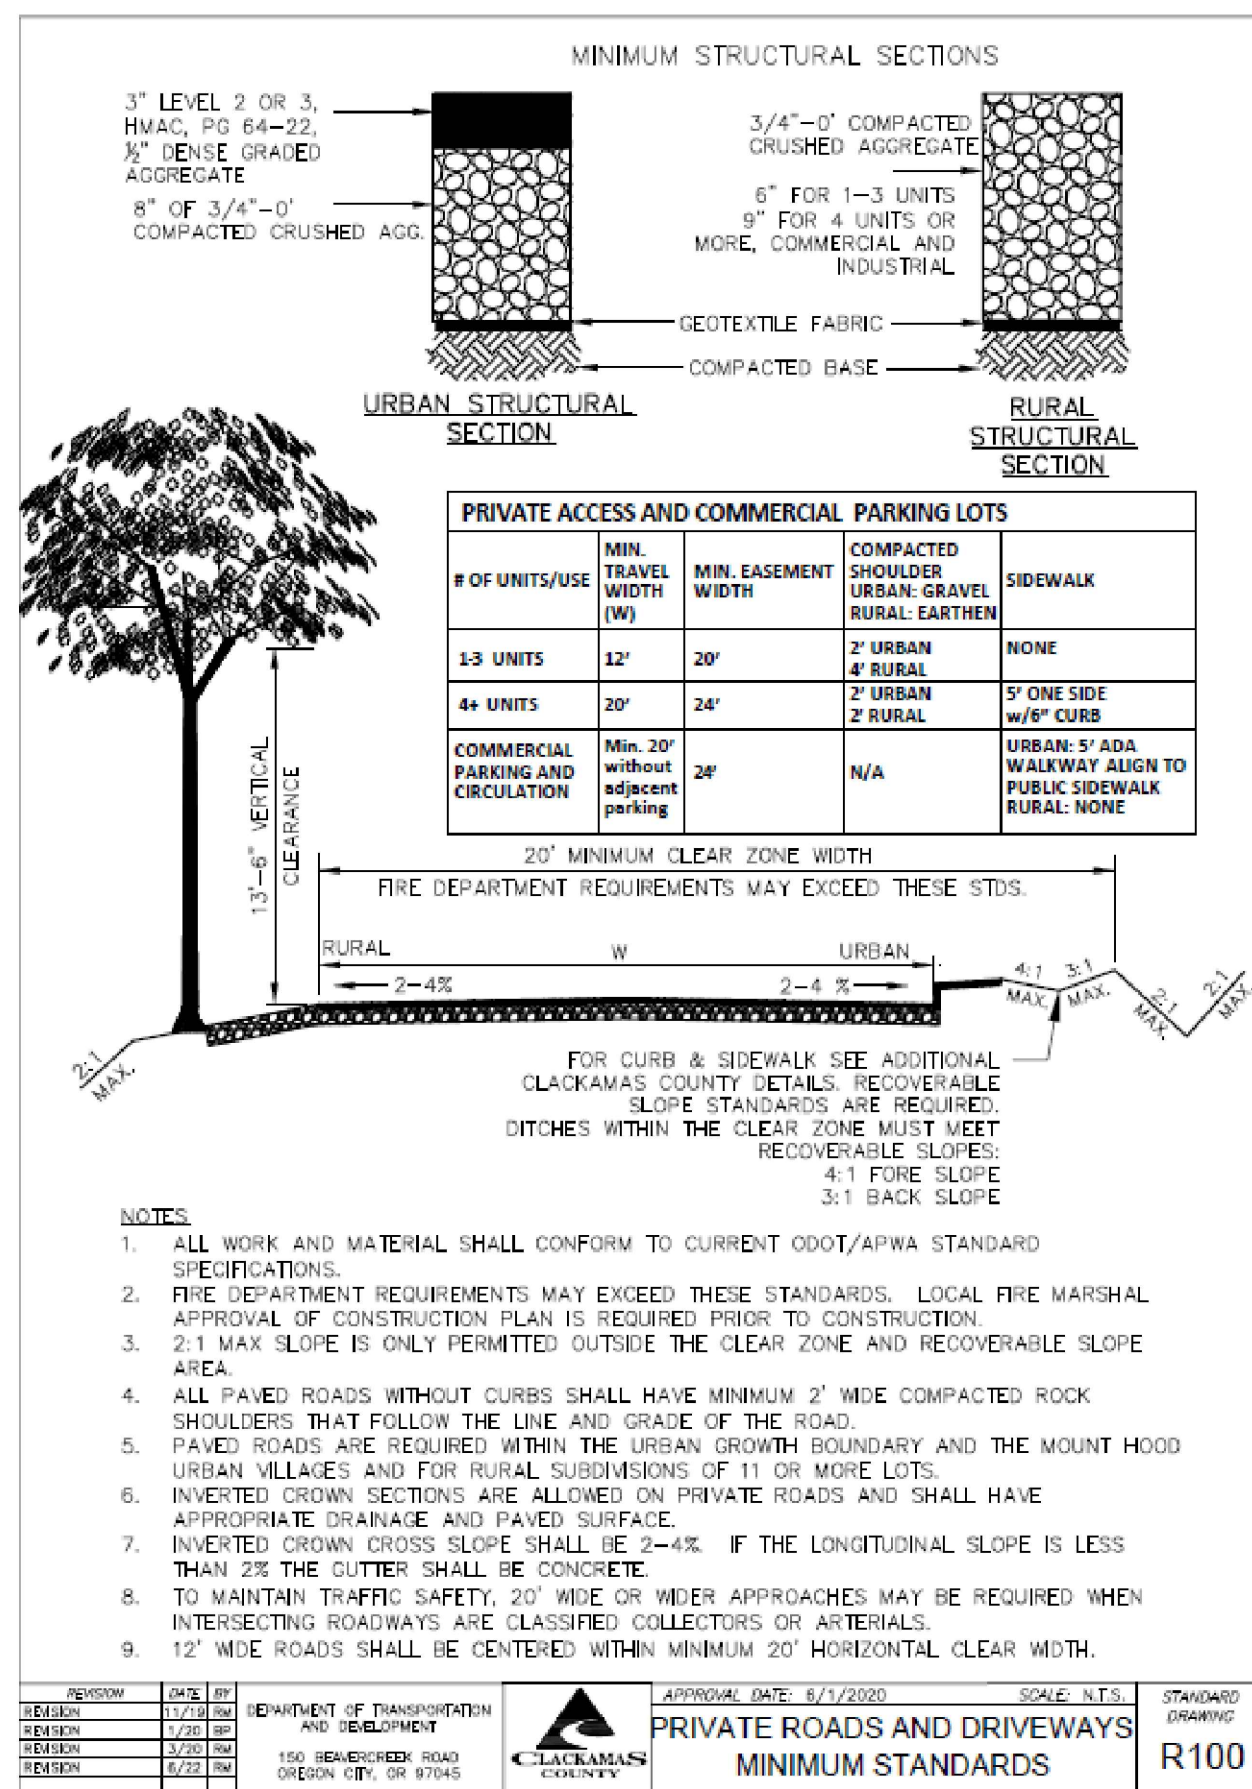 MINIMUM STRUCTURAL SECTIONS
3" LEVEL 2 OR 3,
HMAC, PG 64-22,
½" DENSE GRADED
AGGREGATE
8" OF 3/4"-0'
COMPACTED CRUSHED AGG.
3/4"-0' COMPACTED
CRUSHED AGGREGATE
6" FOR 1-3 UNITS
9" FOR 4 UNITS OR
MORE, COMMERCIAL AND
INDUSTRIAL
GEOTEXTILE FABRIC
COMPACTED BASE
URBAN STRUCTURAL
SECTION
RURAL
STRUCTURAL
SECTION
PRIVATE ACCESS AND COMMERCIAL PARKING LOTS
# OF UNITS/USE
MIN.
TRAVEL
WIDTH
(W)
MIN. EASEMENT
WIDTH
COMPACTED
SHOULDER
URBAN: GRAVEL
RURAL: EARTHEN
SIDEWALK
1-3 UNITS
12'
20'
2' URBAN
4' RURAL
NONE
4+ UNITS
20'
24'
2' URBAN
2' RURAL
5' ONE SIDE
w/6" CURB
COMMERCIAL
PARKING AND
CIRCULATION
Min. 20'
without
adjacent
parking
24'
N/A
URBAN: 5' ADA
WALKWAY ALIGN TO
PUBLIC SIDEWALK
RURAL: NONE
13'-6" VERTICAL
CLEARANCE
20' MINIMUM CLEAR ZONE WIDTH
FIRE DEPARTMENT REQUIREMENTS MAY EXCEED THESE STDS.
RURAL
W
URBAN
2-4%
2-4 %
4:1
MAX.
3:1
MAX.
2:1
MAX.
2:1
MAX.
2:1
MAX.
FOR CURB & SIDEWALK SEE ADDITIONAL
CLACKAMAS COUNTY DETAILS. RECOVERABLE
SLOPE STANDARDS ARE REQUIRED.
DITCHES WITHIN THE CLEAR ZONE MUST MEET
RECOVERABLE SLOPES:
4:1 FORE SLOPE
3:1 BACK SLOPE
NOTES
1. ALL WORK AND MATERIAL SHALL CONFORM TO CURRENT ODOT/APWA STANDARD
SPECIFICATIONS.
2. FIRE DEPARTMENT REQUIREMENTS MAY EXCEED THESE STANDARDS. LOCAL FIRE MARSHAL
APPROVAL OF CONSTRUCTION PLAN IS REQUIRED PRIOR TO CONSTRUCTION.
3. 2:1 MAX SLOPE IS ONLY PERMITTED OUTSIDE THE CLEAR ZONE AND RECOVERABLE SLOPE
AREA.
4. ALL PAVED ROADS WITHOUT CURBS SHALL HAVE MINIMUM 2' WIDE COMPACTED ROCK
SHOULDERS THAT FOLLOW THE LINE AND GRADE OF THE ROAD.
5. PAVED ROADS ARE REQUIRED WITHIN THE URBAN GROWTH BOUNDARY AND THE MOUNT HOOD
URBAN VILLAGES AND FOR RURAL SUBDIVISIONS OF 11 OR MORE LOTS.
6. INVERTED CROWN SECTIONS ARE ALLOWED ON PRIVATE ROADS AND SHALL HAVE
APPROPRIATE DRAINAGE AND PAVED SURFACE.
7. INVERTED CROWN CROSS SLOPE SHALL BE 2-4%. IF THE LONGITUDINAL SLOPE IS LESS
THAN 2% THE GUTTER SHALL BE CONCRETE.
8. TO MAINTAIN TRAFFIC SAFETY, 20' WIDE OR WIDER APPROACHES MAY BE REQUIRED WHEN
INTERSECTING ROADWAYS ARE CLASSIFIED COLLECTORS OR ARTERIALS.
9. 12' WIDE ROADS SHALL BE CENTERED WITHIN MINIMUM 20' HORIZONTAL CLEAR WIDTH.
REVISION DATE BY
REVISION 11/19 RM
REVISION 1/20 BP
REVISION 3/20 RM
REVISION 6/22 RM
DEPARTMENT OF TRANSPORTATION
AND DEVELOPMENT
150 BEAVERCREEK ROAD
OREGON CITY, OR 97045
CLACKAMAS
COUNTY
APPROVAL DATE: 6/1/2020 SCALE: N.T.S.
PRIVATE ROADS AND DRIVEWAYS
MINIMUM STANDARDS
STANDARD
DRAWING
R100